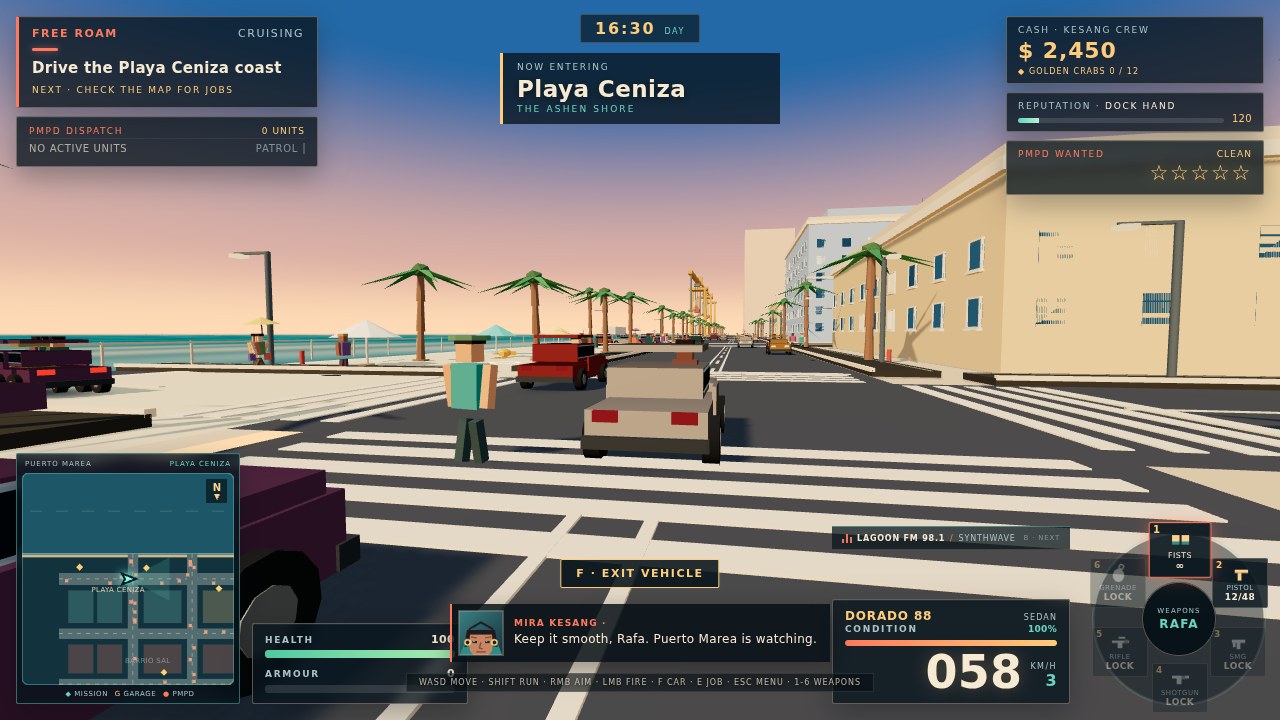 FREE ROAM CRUISING
Drive the Playa Ceniza coast
NEXT · CHECK THE MAP FOR JOBS
PMPD DISPATCH 0 UNITS
NO ACTIVE UNITS PATROL |
16:30 DAY
NOW ENTERING
Playa Ceniza
THE ASHEN SHORE
CASH · KESANG CREW
$ 2,450
◆ GOLDEN CRABS 0 / 12
REPUTATION · DOCK HAND
120
PMPD WANTED CLEAN
☆☆☆☆☆
PUERTO MAREA PLAYA CENIZA
N
▼
PLAYA CENIZA
BARRIO SAL
◆ MISSION G GARAGE ● PMPD
HEALTH 100
ARMOUR 0
F · EXIT VEHICLE
MIRA KESANG ·
Keep it smooth, Rafa. Puerto Marea is watching.
WASD MOVE · SHIFT RUN · RMB AIM · LMB FIRE · F CAR · E JOB · ESC MENU · 1-6 WEAPONS
LAGOON FM 98.1 / SYNTHWAVE B · NEXT
DORADO 88 SEDAN
CONDITION 100%
058 KM/H
3
1
FISTS
∞
2
PISTOL
12/48
3
SMG
LOCK
4
SHOTGUN
LOCK
5
RIFLE
LOCK
6
GRENADE
LOCK
WEAPONS
RAFA